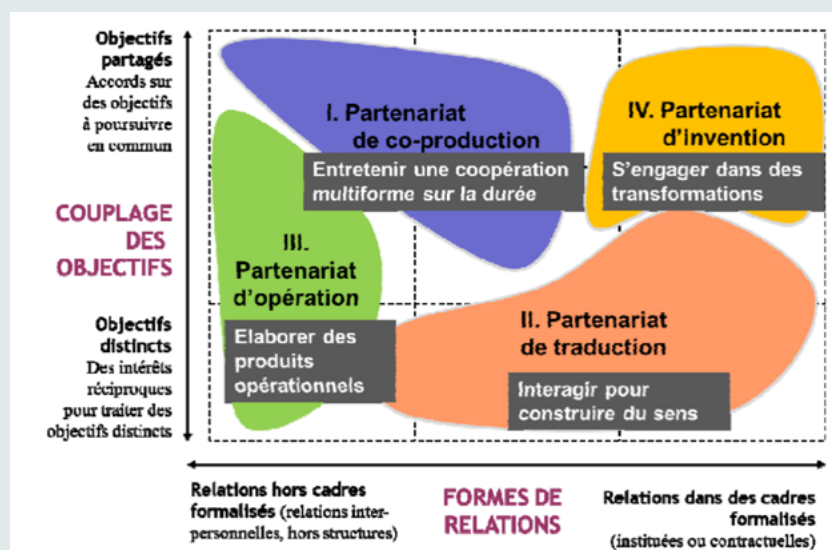 Objectifs
partagés
Accords sur
des objectifs
à poursuivre
en commun
COUPLAGE
DES
OBJECTIFS
Objectifs
distincts
Des intérêts
réciproques
pour traiter des
objectifs distincts
I. Partenariat
de co-production
Entretenir une coopération
multiforme sur la durée
IV. Partenariat
d'invention
S'engager dans des
transformations
III.
Partenariat
d'opération
Elaborer des
produits
opérationnels
II. Partenariat
de traduction
Interagir pour
construire du sens
Relations hors cadres
formalisés (relations inter-
personnelles, hors structures)
FORMES DE
RELATIONS
Relations dans des cadres
formalisés
(instituées ou contractuelles)